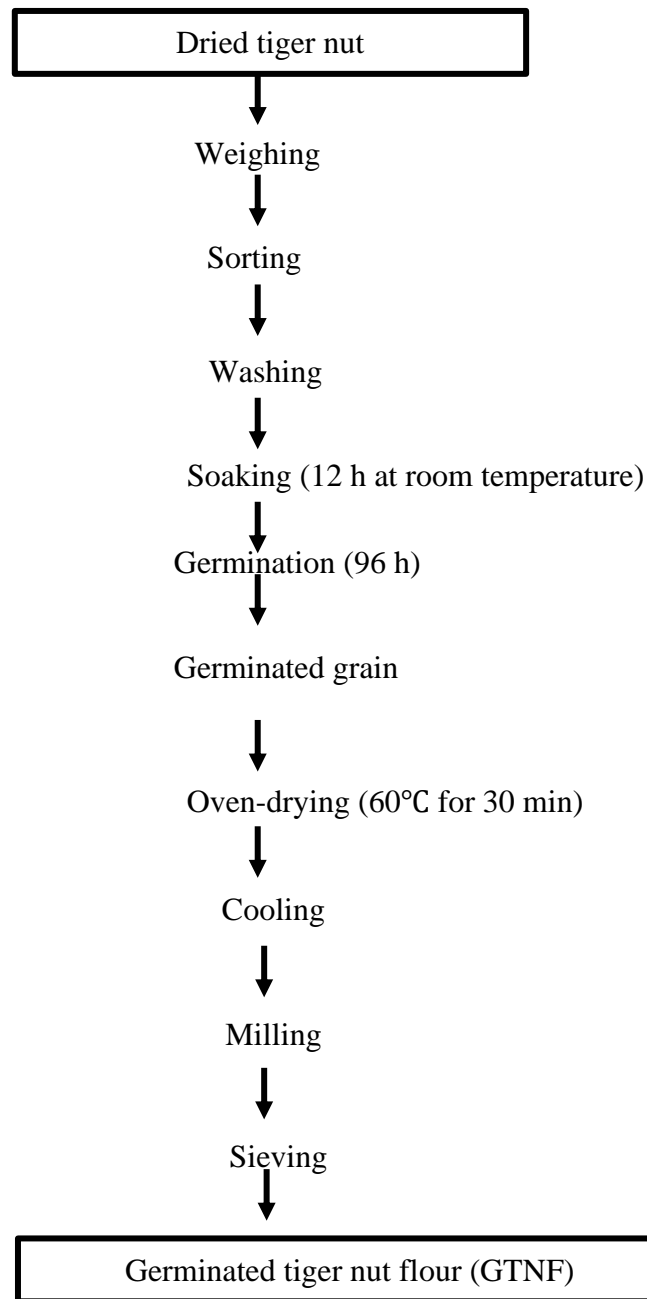 Dried tiger nut
Weighing
Sorting
Washing
Soaking (12 h at room temperature)
Germination (96 h)
Germinated grain
Oven-drying (60℃ for 30 min)
Cooling
Milling
Sieving
Germinated tiger nut flour (GTNF)